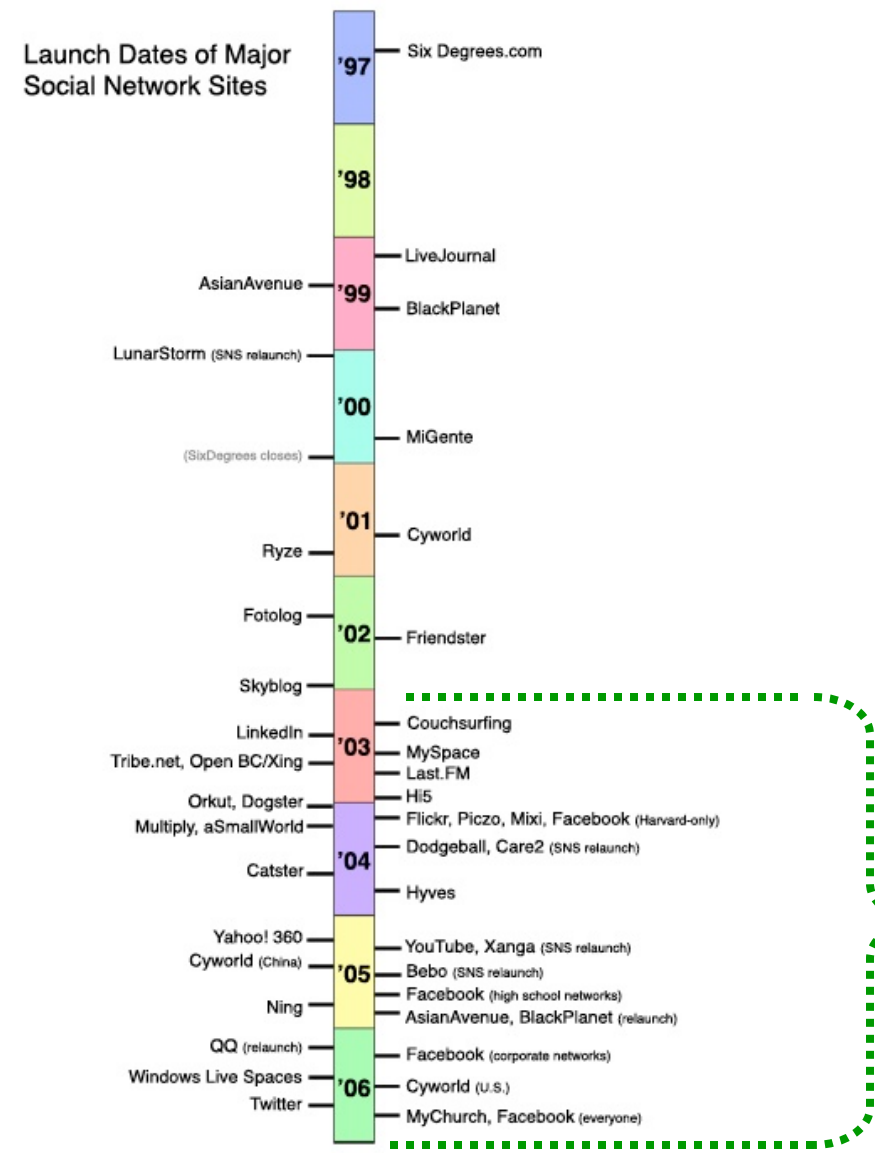 Launch Dates of Major
Social Network Sites
'97
Six Degrees.com
'98
LiveJournal
AsianAvenue
'99
BlackPlanet
LunarStorm (SNS relaunch)
'00
MiGente
(SixDegrees closes)
'01
Cyworld
Ryze
Fotolog
'02
Friendster
Skyblog
Couchsurfing
LinkedIn
'03
MySpace
Tribe.net, Open BC/Xing
Last.FM
Hi5
Orkut, Dogster
Flickr, Piczo, Mixi, Facebook (Harvard-only)
Multiply, aSmallWorld
Dodgeball, Care2 (SNS relaunch)
'04
Catster
Hyves
Yahoo! 360
YouTube, Xanga (SNS relaunch)
Cyworld (China)
Bebo (SNS relaunch)
'05
Facebook (high school networks)
Ning
AsianAvenue, BlackPlanet (relaunch)
QQ (relaunch)
Facebook (corporate networks)
Windows Live Spaces
'06
Cyworld (U.S.)
Twitter
MyChurch, Facebook (everyone)